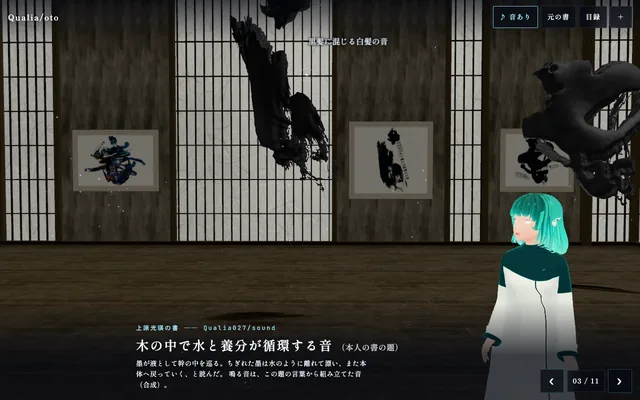 Qualia/oto
♪ 音あり
元の書
目録
+
黒髪に混じる白髪の音
上原光瑛の書 —— Qualia027/sound
木の中で水と養分が循環する音 (本人の書の題)
墨が液として幹の中を巡る。ちぎれた墨は水のように離れて漂い、また本
体へ戻っていく、と読んだ。 鳴る音は、この題の言葉から組み立てた音
(合成)。
‹ 03 / 11 ›